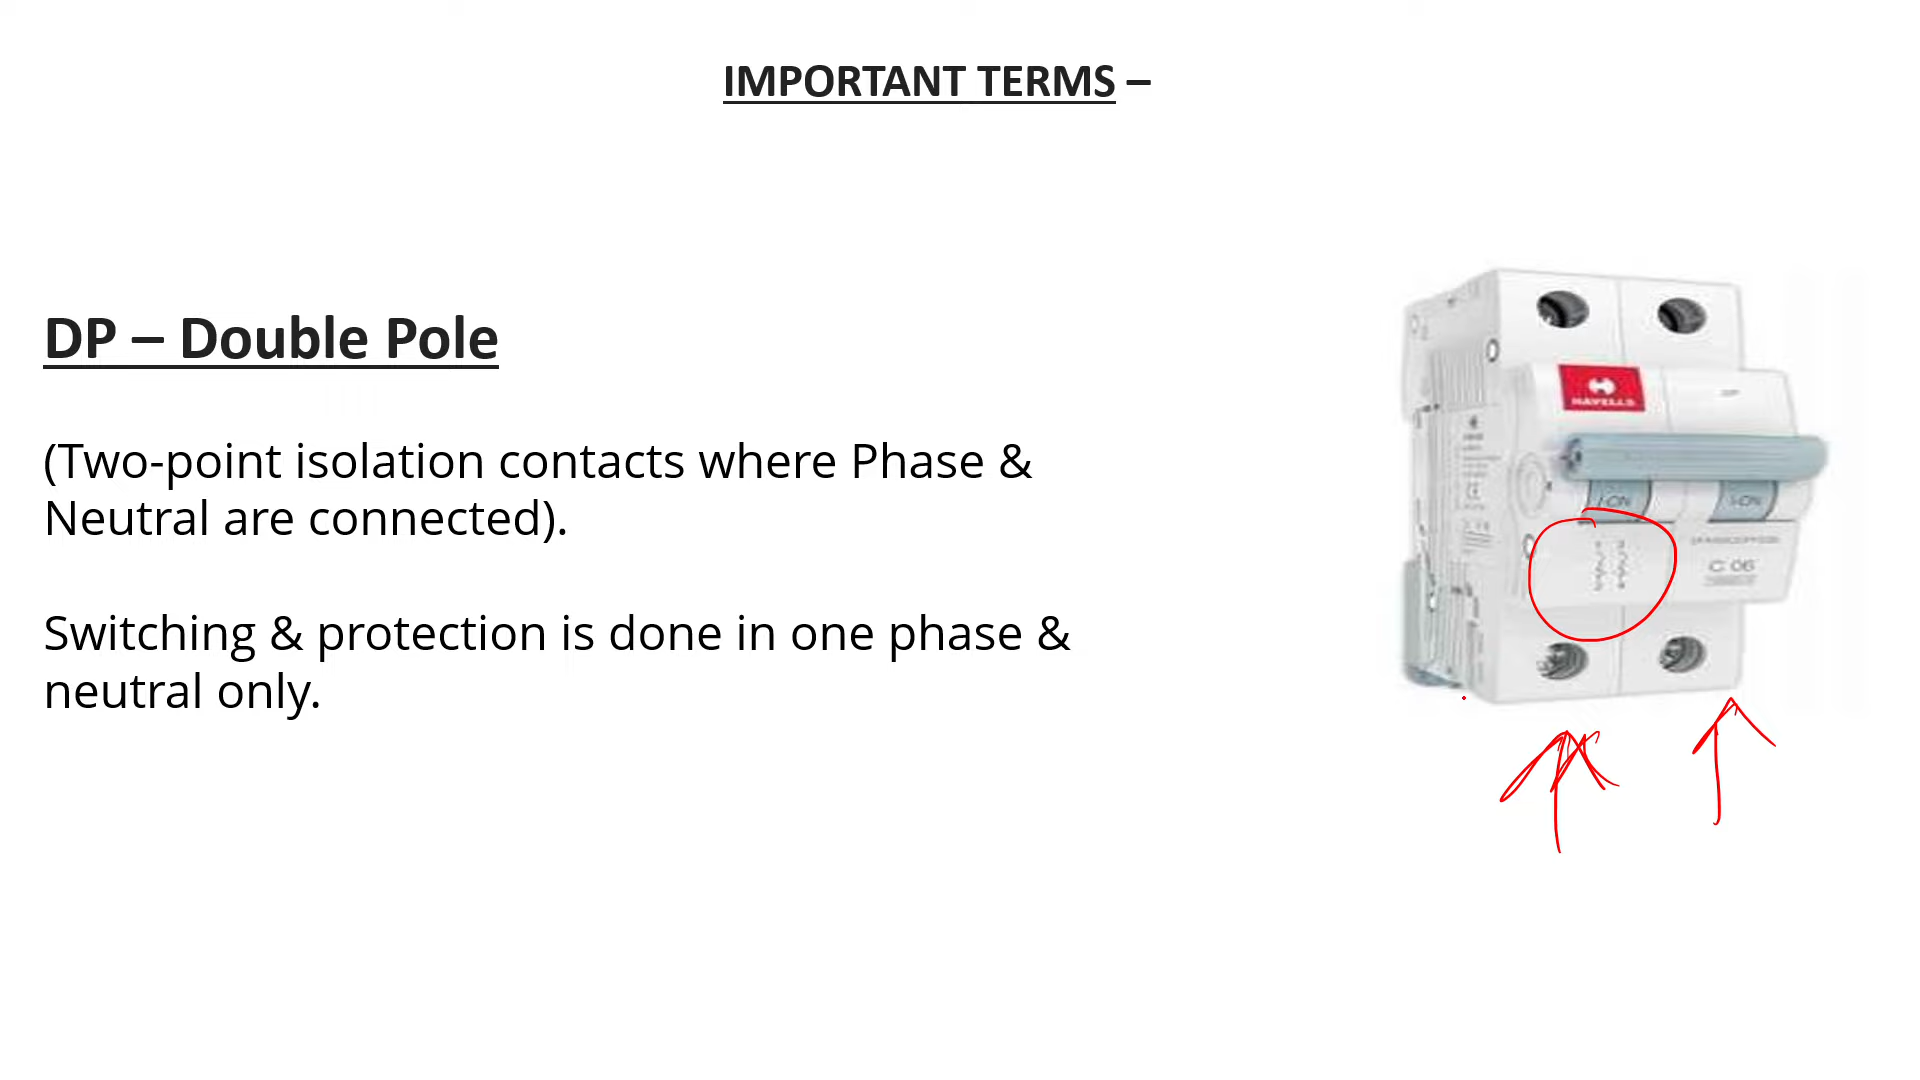 IMPORTANT TERMS –
DP – Double Pole
(Two-point isolation contacts where Phase &
Neutral are connected).
Switching & protection is done in one phase &
neutral only.
HAVELLS
I-ON
I-ON
C 06